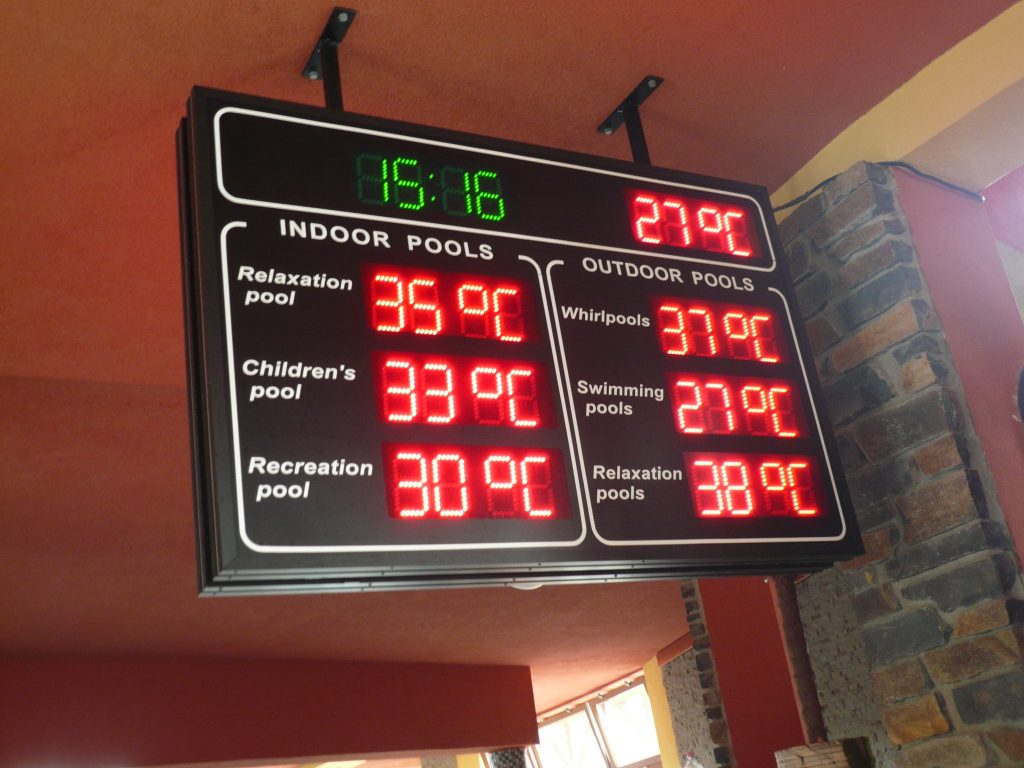 15:16 27°C
INDOOR POOLS
Relaxation
pool
35°C
Children's
pool
33°C
Recreation
pool
30°C
OUTDOOR POOLS
Whirlpools 37°C
Swimming
pools
27°C
Relaxation
pools
38°C